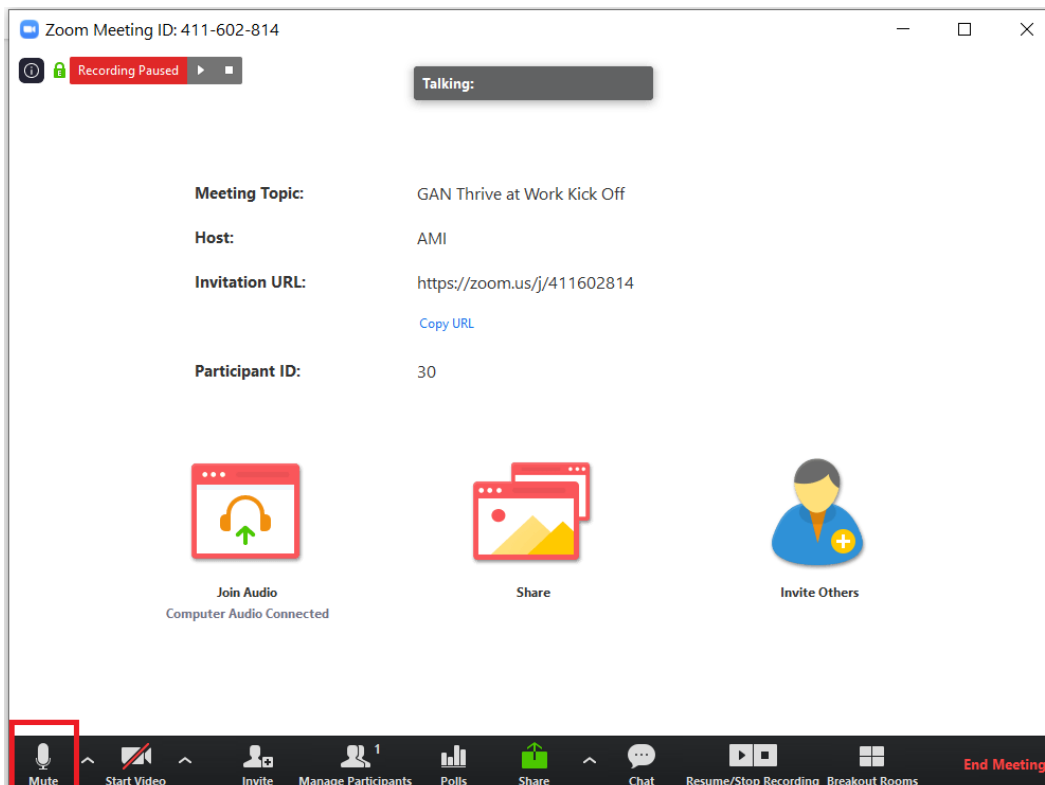 Zoom Meeting ID: 411-602-814
Recording Paused
Talking:
Meeting Topic: GAN Thrive at Work Kick Off
Host: AMI
Invitation URL: https://zoom.us/j/411602814
Copy URL
Participant ID: 30
Join Audio Share Invite Others
Computer Audio Connected
1
Mute Start Video Invite Manage Participants Polls Share Chat Resume/Stop Recording Breakout Rooms End Meeting